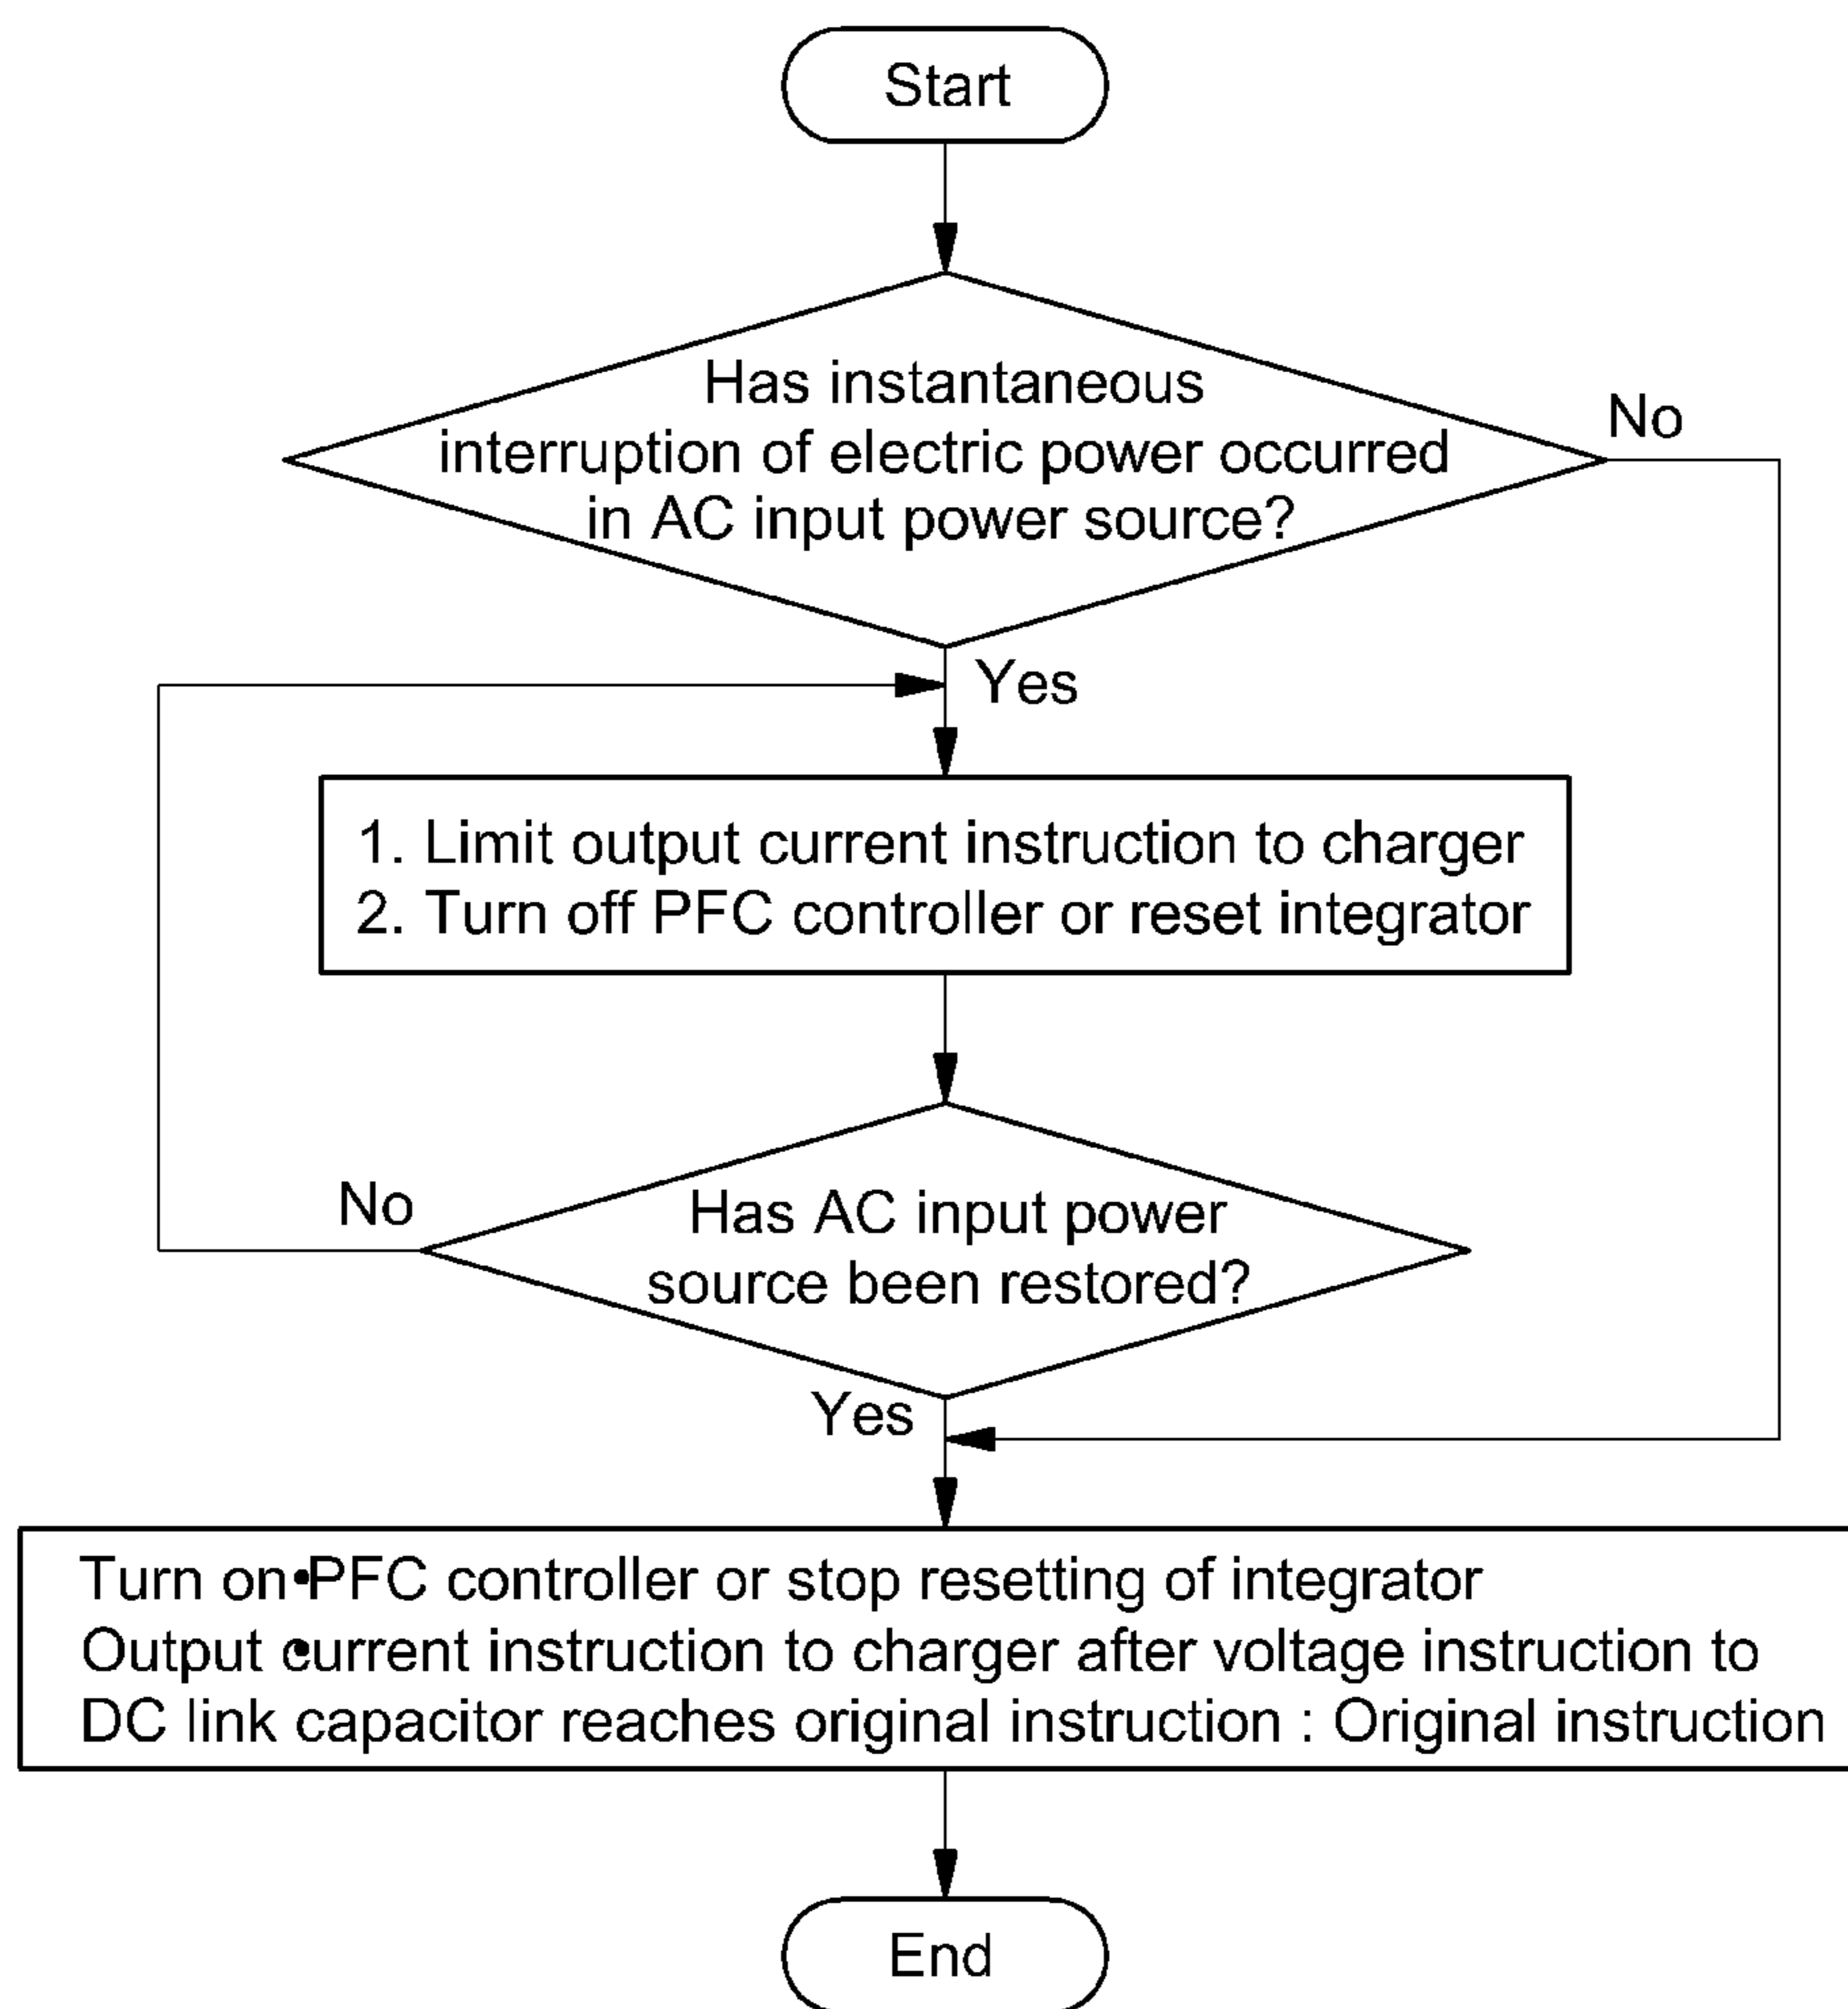 Start
Has instantaneous
interruption of electric power occurred
in AC input power source?
No
Yes
1. Limit output current instruction to charger
2. Turn off PFC controller or reset integrator
No
Has AC input power
source been restored?
Yes
Turn on•PFC controller or stop resetting of integrator
Output current instruction to charger after voltage instruction to
DC link capacitor reaches original instruction : Original instruction
End